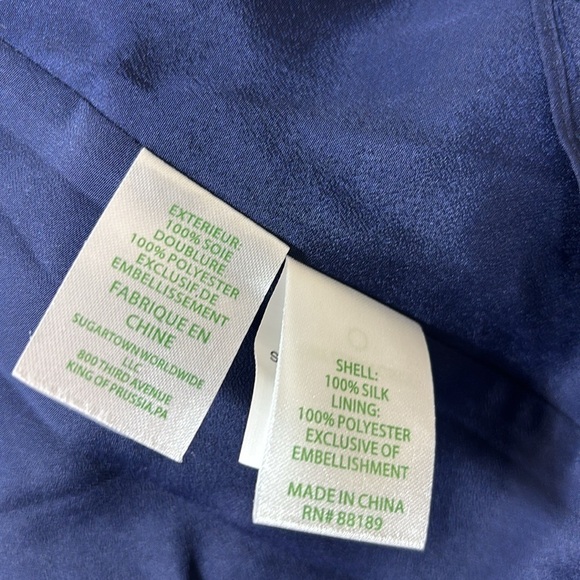 EXTERIEUR:
100% SOIE
DOUBLURE:
100% POLYESTER
EXCLUSIF,DE
EMBELLISSEMENT
FABRIQUE EN
CHINE
SUGARTOWN WORLDWIDE
LLC.
800 THIRD AVENUE
KING OF PRUSSIA,PA
S
SHELL:
100% SILK
LINING:
100% POLYESTER
EXCLUSIVE OF
EMBELLISHMENT
MADE IN CHINA
RN# 88189